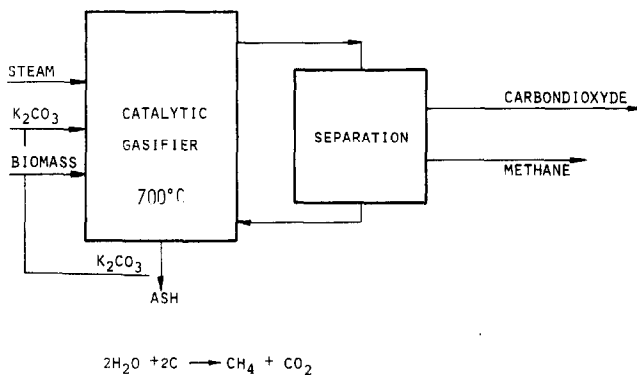 STEAM
K₂CO₃
BIOMASS
CATALYTIC
GASIFIER
700°C
SEPARATION
CARBONDIOXYDE
METHANE
K₂CO₃
ASH
2H₂O +2C → CH₄ + CO₂